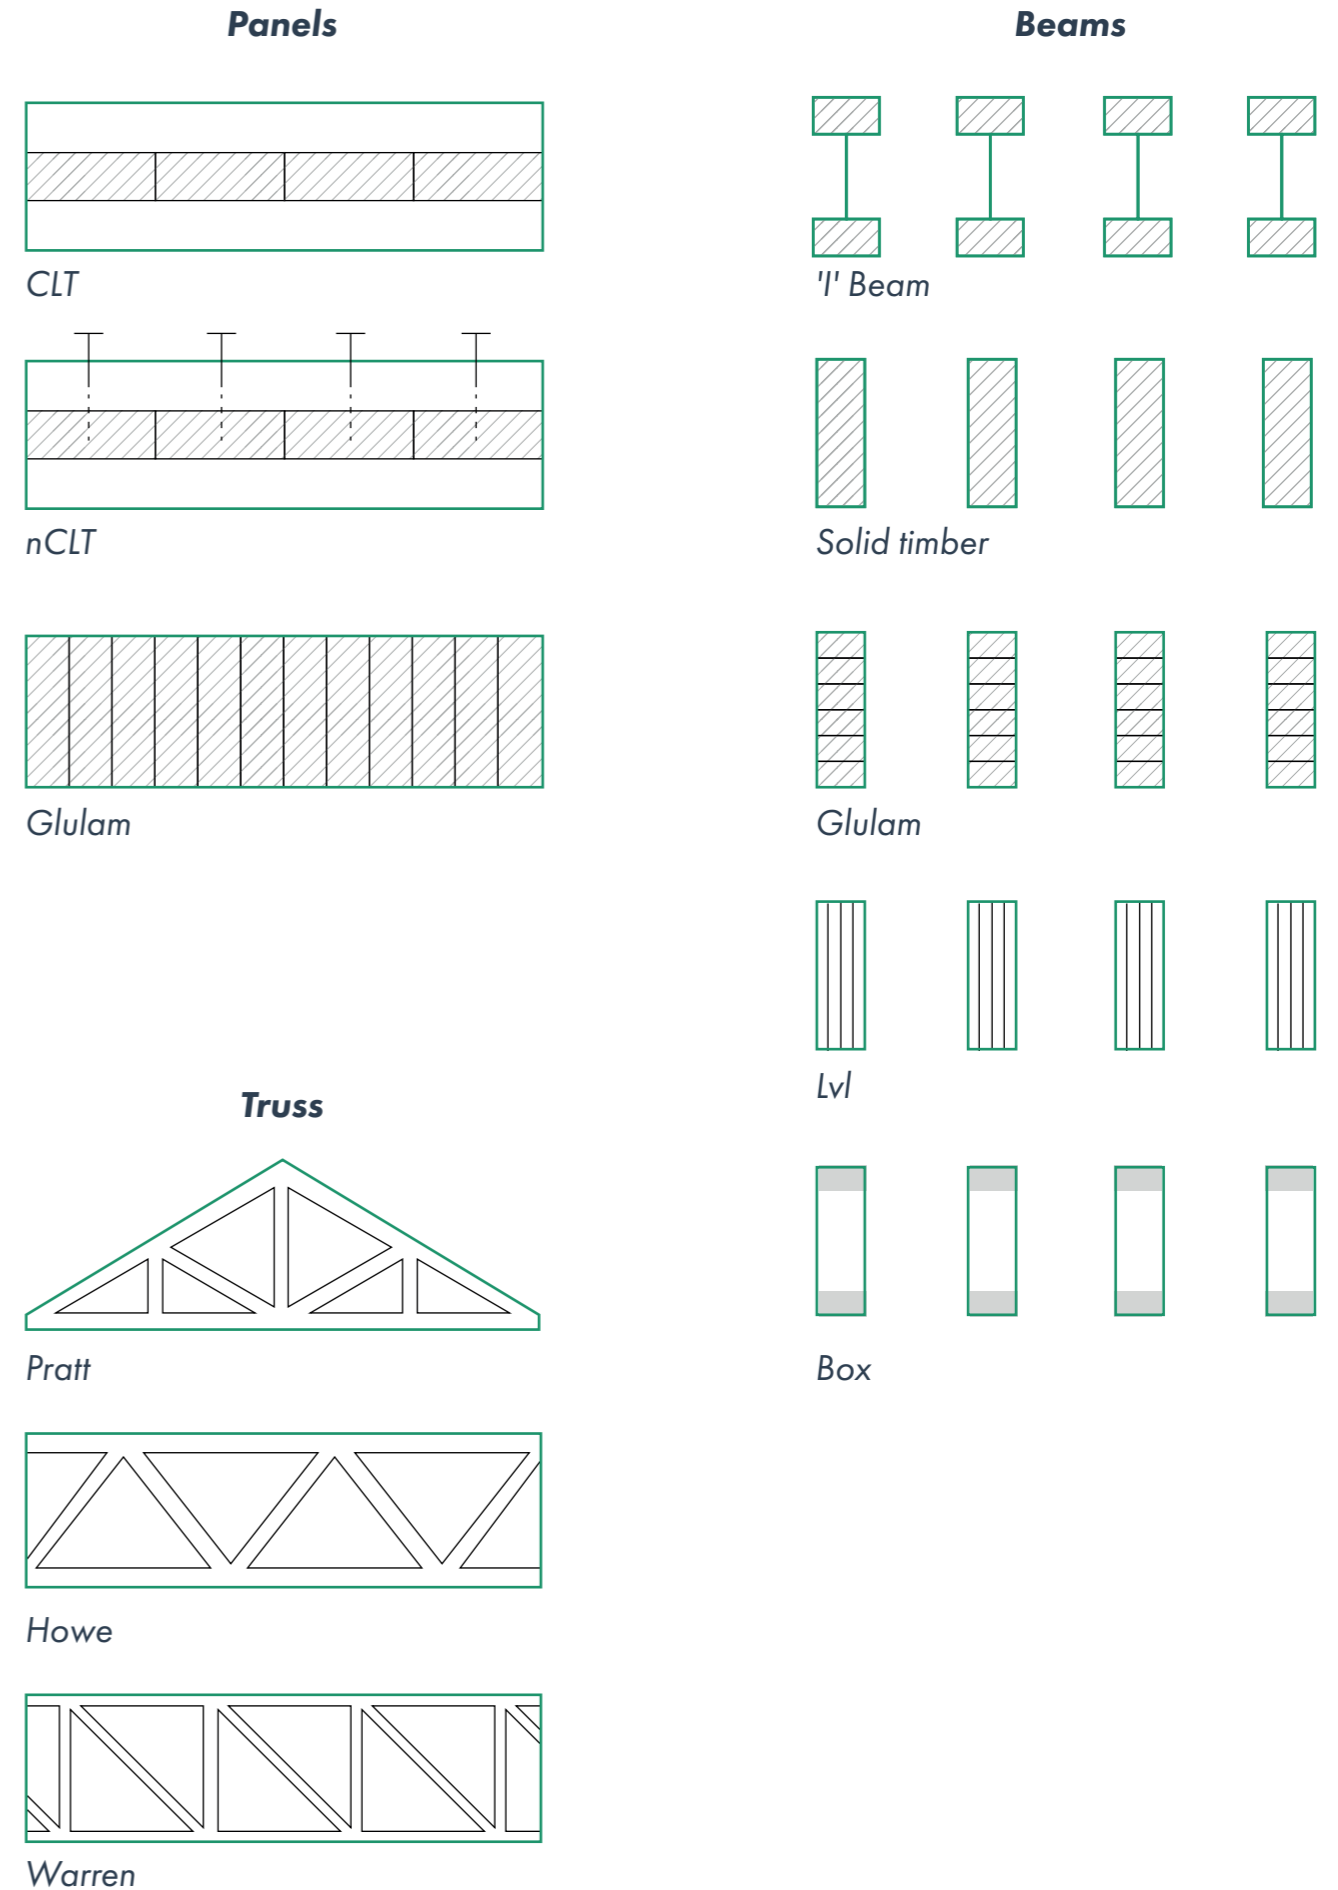 Panels
CLT
nCLT
Glulam
Truss
Pratt
Howe
Warren
Beams
'I' Beam
Solid timber
Glulam
Lvl
Box